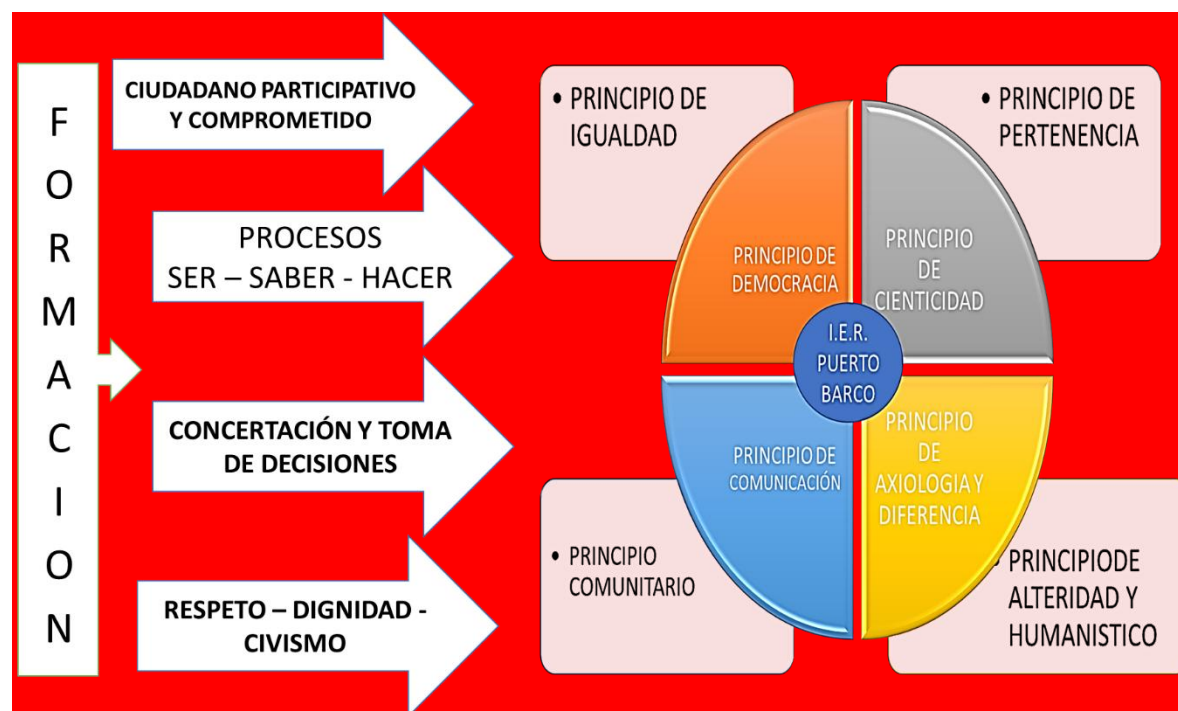 FORMACION
CIUDADANO PARTICIPATIVO
Y COMPROMETIDO
PROCESOS
SER – SABER - HACER
CONCERTACIÓN Y TOMA
DE DECISIONES
RESPETO – DIGNIDAD -
CIVISMO
• PRINCIPIO DE
IGUALDAD
• PRINCIPIO DE
PERTENENCIA
PRINCIPIO DE
DEMOCRACIA
PRINCIPIO
DE
CIENTICIDAD
I.E.R.
PUERTO
BARCO
PRINCIPIO DE
COMUNICACIÓN
PRINCIPIO
DE
AXIOLOGIA Y
DIFERENCIA
• PRINCIPIO
COMUNITARIO
• PRINCIPIODE
ALTERIDAD Y
HUMANISTICO